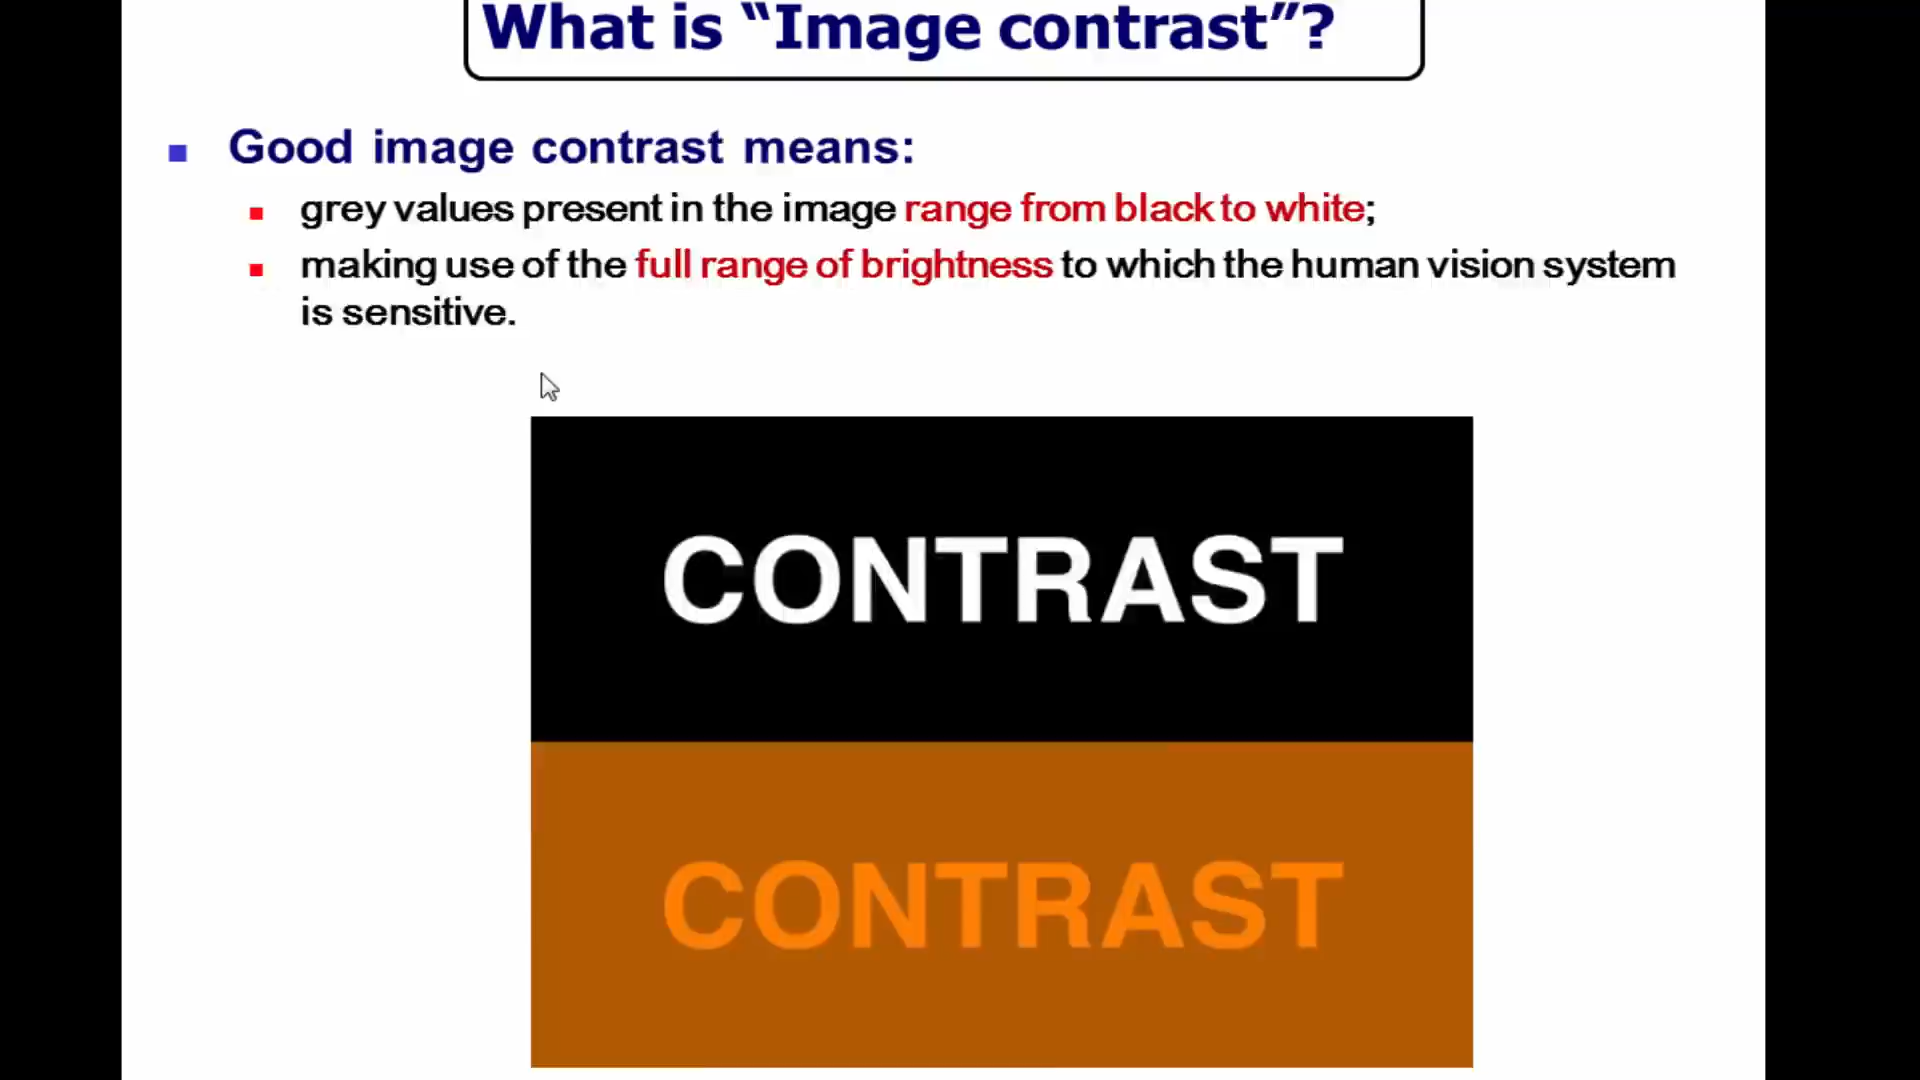 What is “Image contrast”?
Good image contrast means:
grey values present in the image range from black to white;
making use of the full range of brightness to which the human vision system
is sensitive.
CONTRAST
CONTRAST